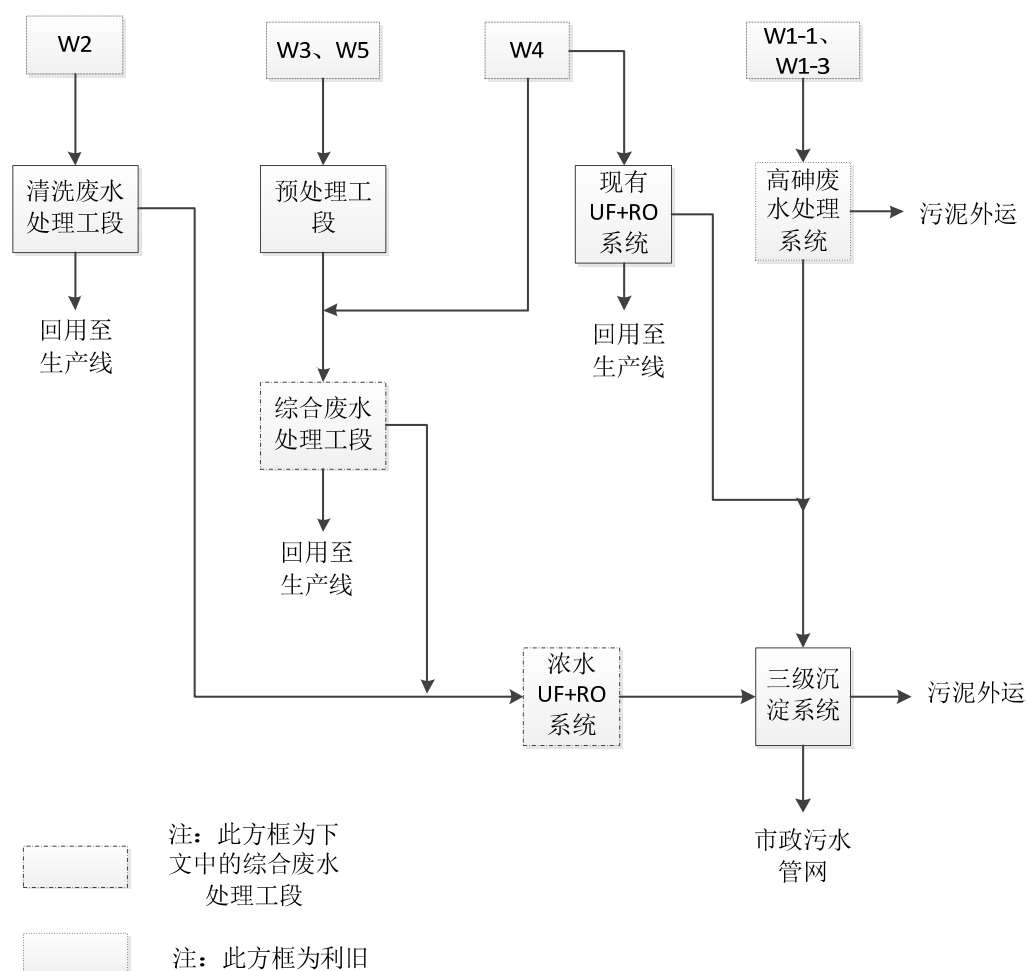 W2
W3、W5
W4
W1-1、
W1-3
清洗废水
处理工段
预处理工
段
现有
UF+RO
系统
高砷废
水处理
系统
污泥外运
回用至
生产线
回用至
生产线
综合废水
处理工段
回用至
生产线
浓水
UF+RO
系统
三级沉
淀系统
污泥外运
市政污水
管网
注：此方框为下
文中的综合废水
处理工段
注：此方框为利旧